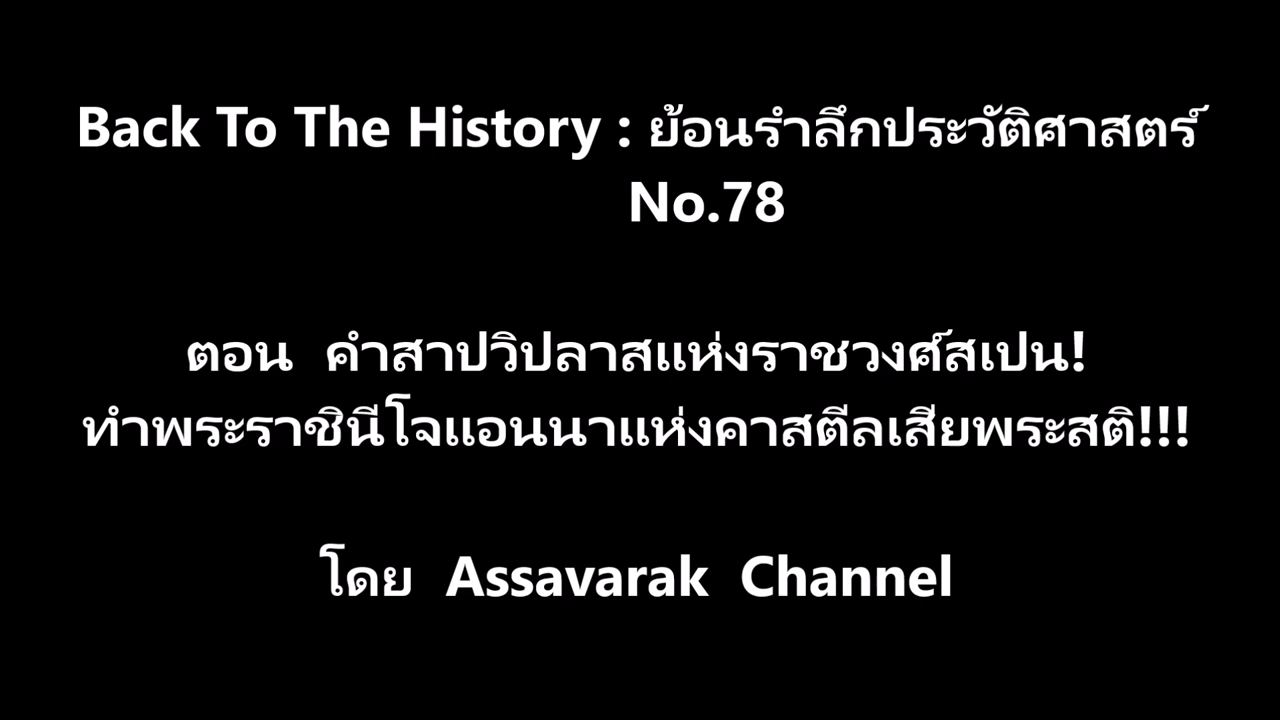 Back To The History : ย้อนรำลึกประวัติศาสตร์
No.78
ตอน คำสาปวิปลาสแห่งราชวงศ์สเปน!
ทำพระราชินีโจแอนนาแห่งคาสตีลเสียพระสติ!!!
โดย Assavarak Channel